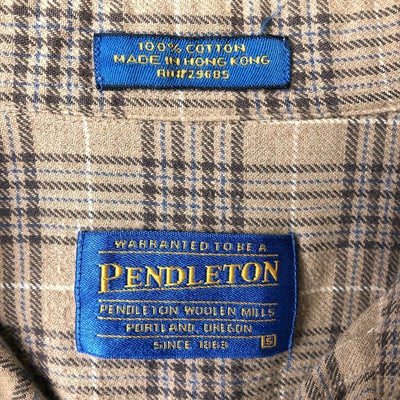 100% COTTON
MADE IN HONG KONG
RN#29685
WARRANTED TO BE A
PENDLETON
PENDLETON WOOLEN MILLS
PORTLAND, OREGON
SINCE 1863